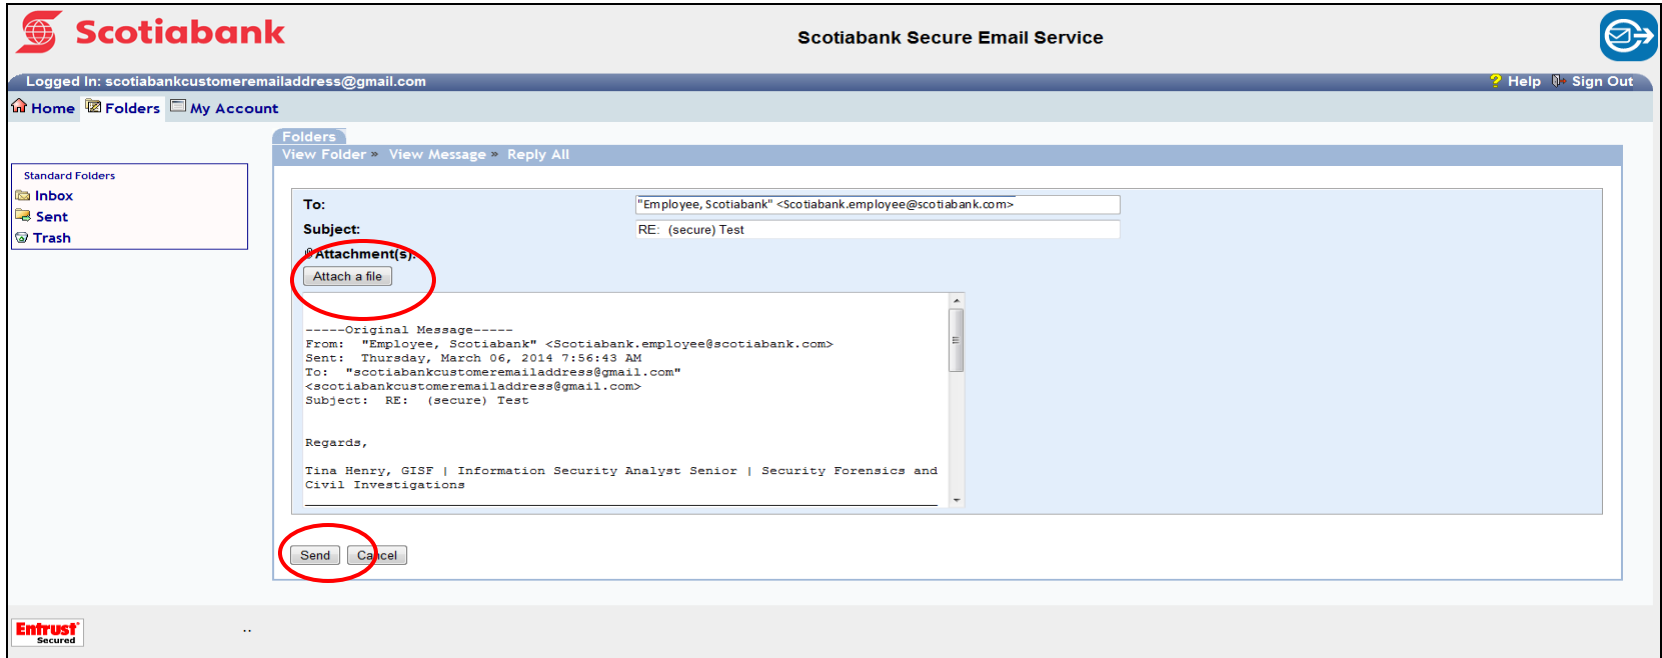 Scotiabank
Scotiabank Secure Email Service
Logged In: scotiabankcustomeremailaddress@gmail.com
? Help Sign Out
Home Folders My Account
Folders
View Folder » View Message » Reply All
Standard Folders
Inbox
Sent
Trash
To: "Employee, Scotiabank" <Scotiabank.employee@scotiabank.com>
Subject: RE: (secure) Test
Attachment(s):
Attach a file
-----Original Message-----
From: "Employee, Scotiabank" <Scotiabank.employee@scotiabank.com>
Sent: Thursday, March 06, 2014 7:56:43 AM
To: "scotiabankcustomeremailaddress@gmail.com"
<scotiabankcustomeremailaddress@gmail.com>
Subject: RE: (secure) Test
Regards,
Tina Henry, GISF | Information Security Analyst Senior | Security Forensics and
Civil Investigations
Send Cancel
Entrust
Secured
..